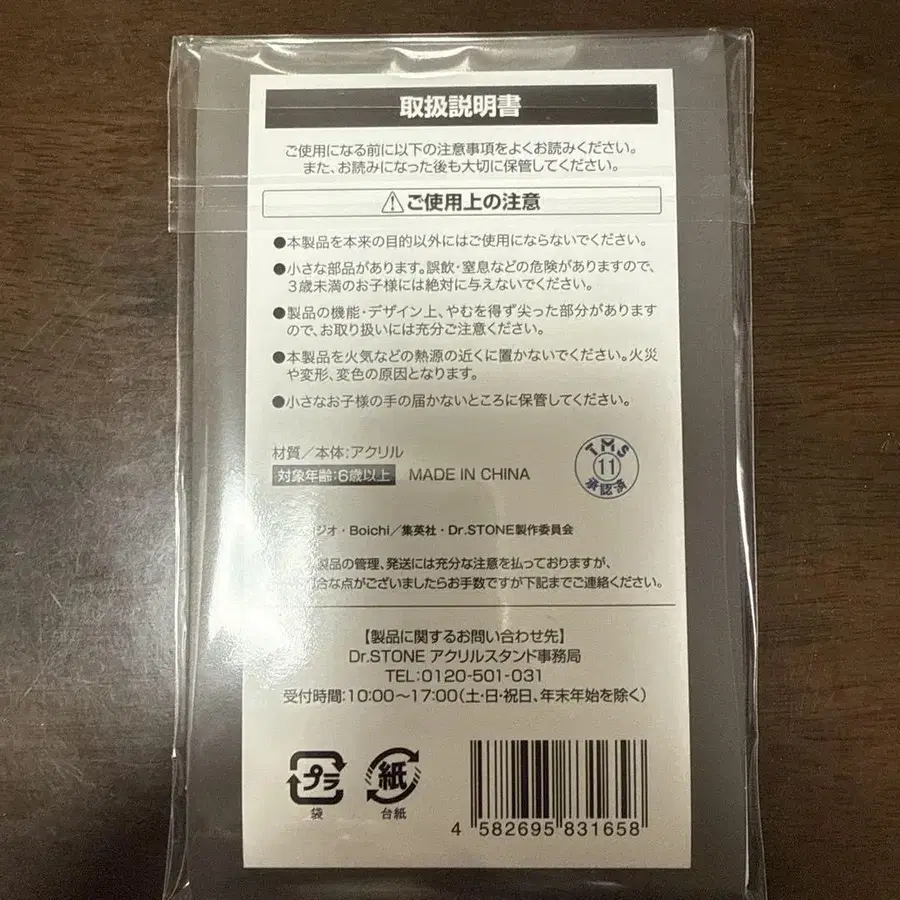 取扱説明書
ご使用になる前に以下の注意事項をよくお読みください。
また、お読みになった後も大切に保管してください。
⚠ご使用上の注意
●本製品を本来の目的以外にはご使用にならないでください。
●小さな部品があります。誤飲・窒息などの危険がありますので、
3歳未満のお子様には絶対に与えないでください。
●製品の機能・デザイン上、やむを得ず尖った部分があります
ので、お取り扱いには充分ご注意ください。
●本製品を火気などの熱源の近くに置かないでください。火災
や変形、変色の原因となります。
●小さなお子様の手の届かないところに保管してください。
材質／本体:アクリル
対象年齢:6歳以上 MADE IN CHINA
TMS
11
承認済
ジオ・Boichi／集英社・Dr.STONE製作委員会
製品の管理、発送には充分な注意を払っておりますが、
合な点がございましたらお手数ですが下記までご連絡ください。
【製品に関するお問い合わせ先】
Dr.STONE アクリルスタンド事務局
TEL:0120-501-031
受付時間:10:00〜17:00(土・日・祝日、年末年始を除く)
プラ 紙
袋 台紙
4 582695 831658